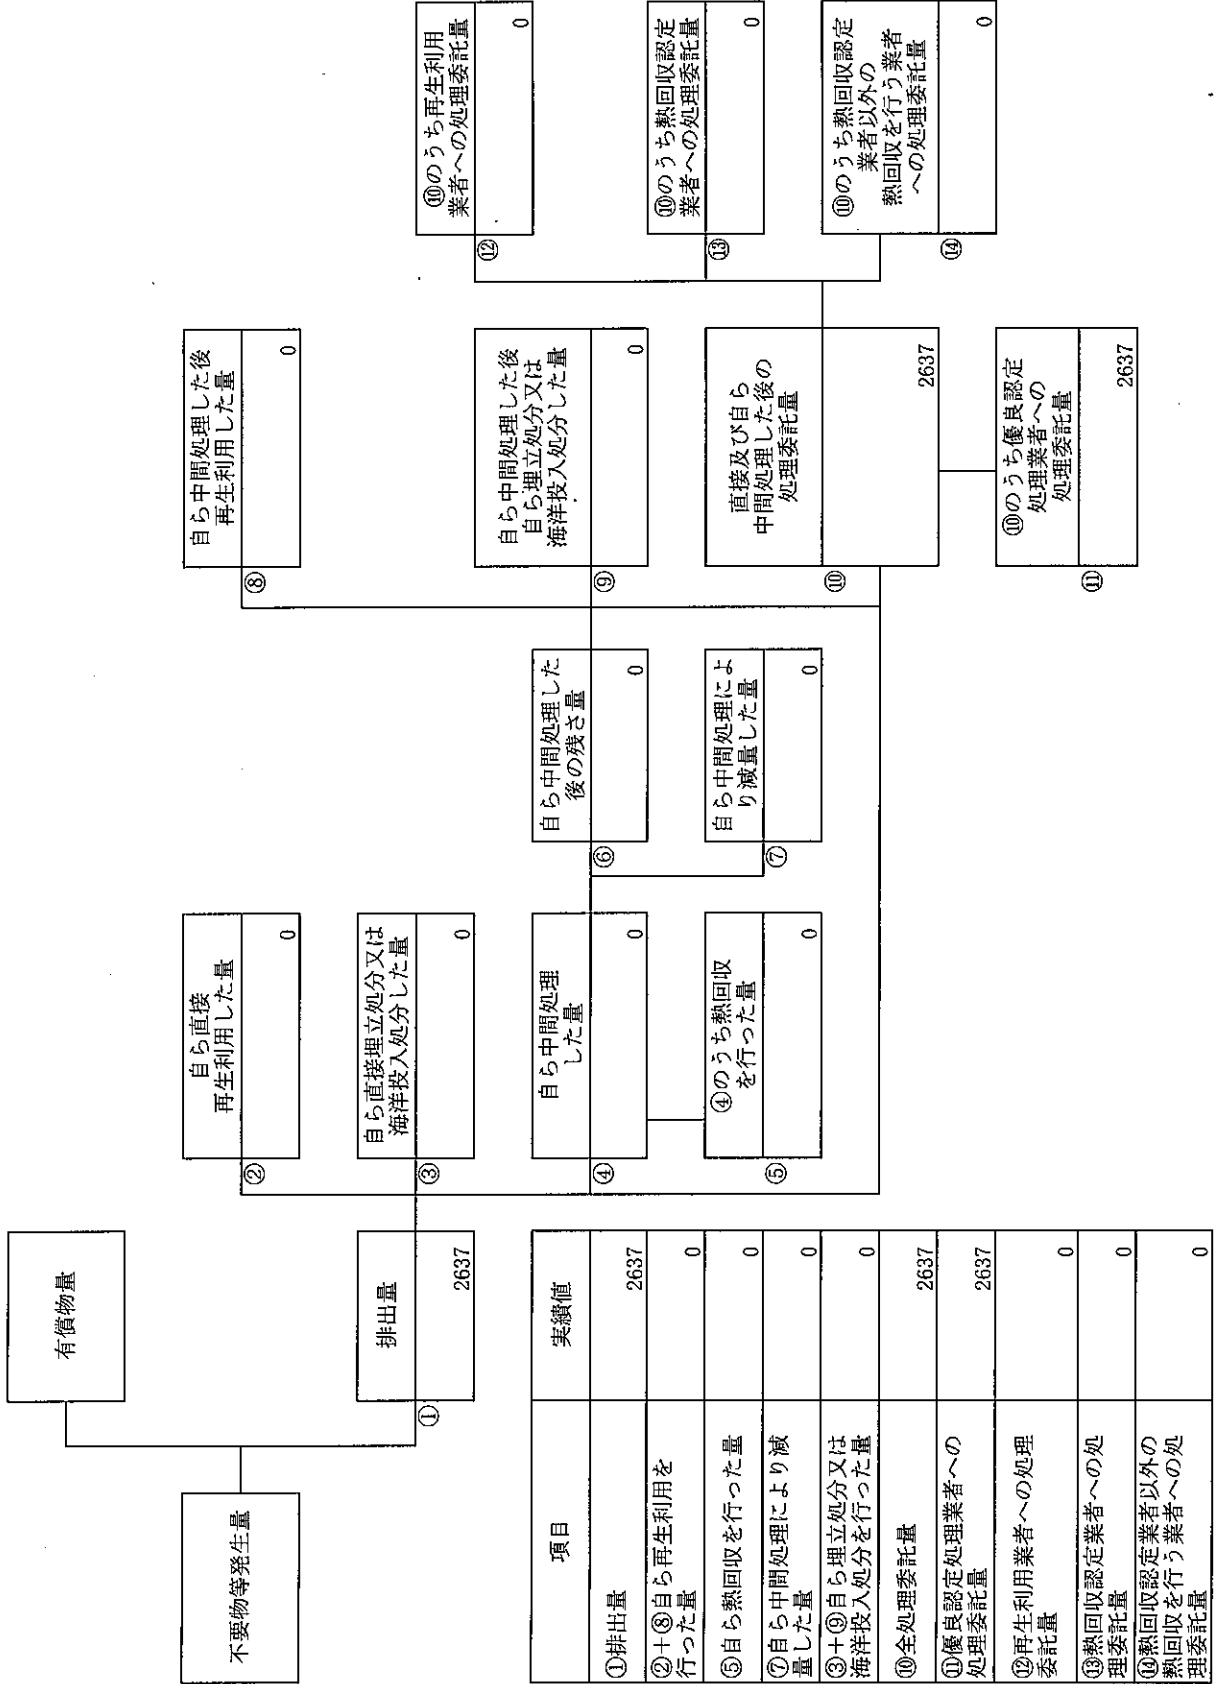 不要物等発生量
有償物量
①
排出量
2637
②
自ら直接
再生利用した量
0
③
自ら直接埋立処分又は
海洋投入処分した量
0
④
自ら中間処理
した量
0
⑤
④のうち熱回収
を行った量
0
⑥
自ら中間処理した
後の残さ量
0
⑦
自ら中間処理によ
り減量した量
0
⑧
自ら中間処理した後
再生利用した量
0
⑨
自ら中間処理した後
自ら埋立処分又は
海洋投入処分した量
0
⑩
直接及び自ら
中間処理した後の
処理委託量
2637
⑪
⑩のうち優良認定
処理業者への
処理委託量
2637
⑫
⑩のうち再生利用
業者への処理委託量
0
⑬
⑩のうち熱回収認定
業者への処理委託量
0
⑭
⑩のうち熱回収認定
業者以外の
熱回収を行う業者
への処理委託量
0
項目 実績値
①排出量 2637
②+⑧自ら再生利用を
行った量 0
⑤自ら熱回収を行った量 0
⑦自ら中間処理により減
量した量 0
③+⑨自ら埋立処分又は
海洋投入処分を行った量 0
⑩全処理委託量 2637
⑪優良認定処理業者への
処理委託量 2637
⑫再生利用業者への処理
委託量 0
⑬熱回収認定業者への処
理委託量 0
⑭熱回収認定業者以外の
熱回収を行う業者への処
理委託量 0